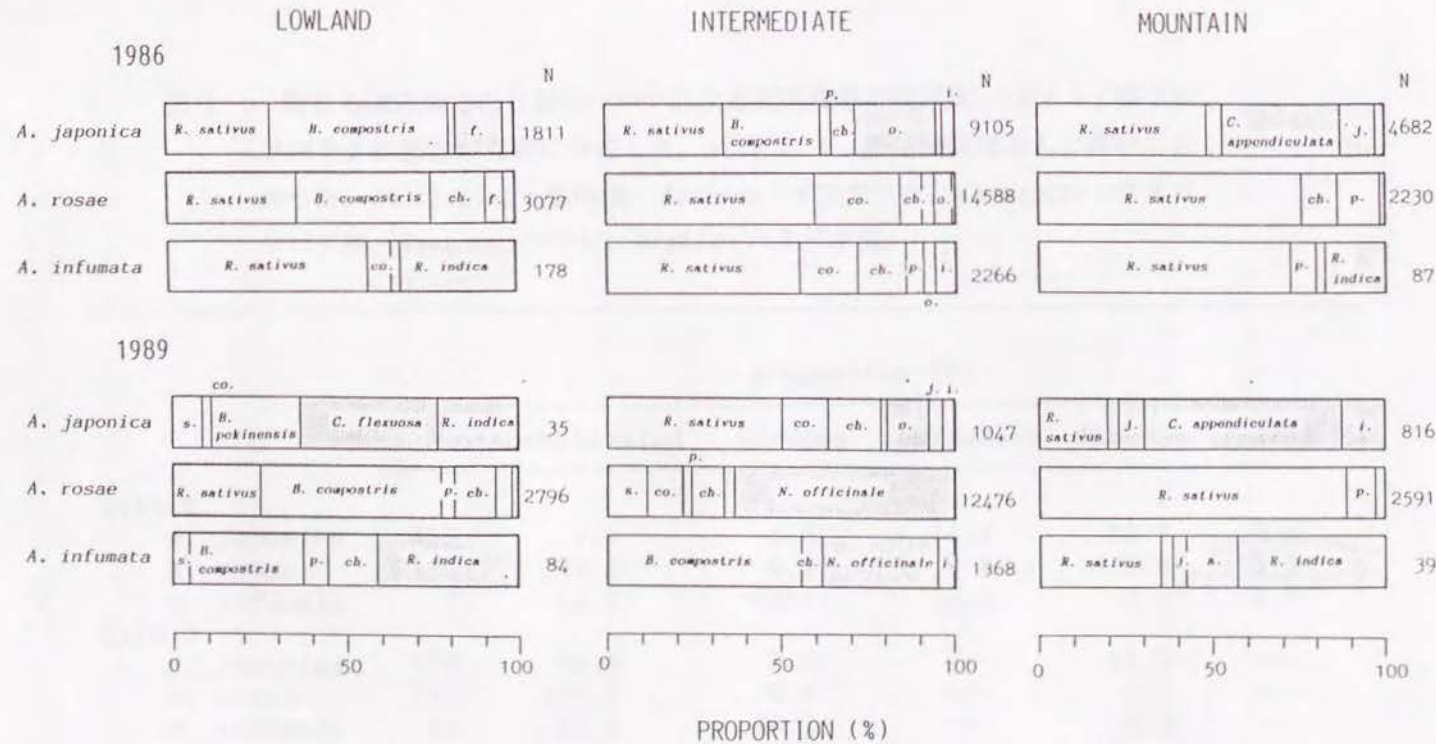 LOWLAND INTERMEDIATE MOUNTAIN
1986
N N N
p. i.
A. japonica R. sativus B. compostris f. 1811 R. sativus B. compostris ch. o. 9105 R. sativus C. appendiculata j. 4682
A. rosae R. sativus B. compostris ch. f. 3077 R. sativus co. ch. o. 14588 R. sativus ch. p. 2230
A. infumata R. sativus co. R. indica 178 R. sativus co. ch. p. i. 2266 R. sativus p. R. indica 87
o.
1989
co. j. i.
A. japonica s. B. pekinensis C. flexuosa R. indica 35 R. sativus co. ch. o. 1047 R. sativus j. C. appendiculata i. 816
p.
A. rosae R. sativus B. compostris p. ch. 2796 s. co. ch. N. officinale 12476 R. sativus p. 2591
A. infumata s. B. compostris p. ch. R. indica 84 B. compostris ch. N. officinale i. 1368 R. sativus j. a. R. indica 39
0 50 100 0 50 100 0 50 100
PROPORTION (%)